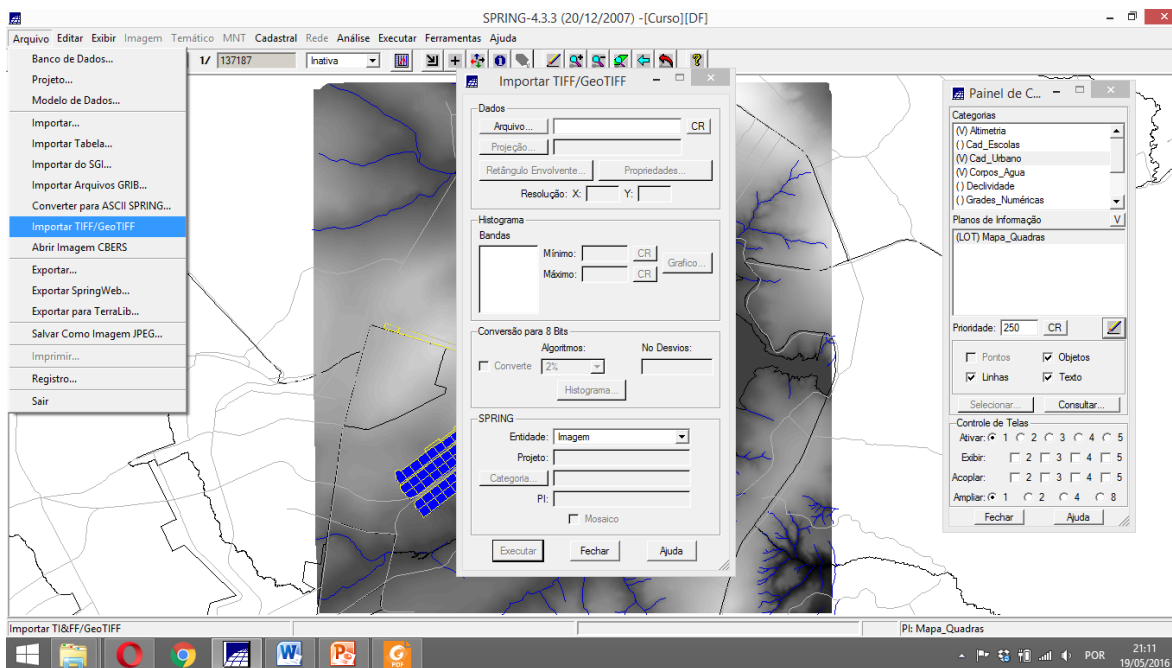 SPRING-4.3.3 (20/12/2007) -[Curso][DF]
Arquivo Editar Exibir Imagem Temático MNT Cadastral Rede Análise Executar Ferramentas Ajuda
1/ 137187 Inativa
Banco de Dados...
Projeto...
Modelo de Dados...
Importar...
Importar Tabela...
Importar do SGI...
Importar Arquivos GRIB...
Converter para ASCII SPRING...
Importar TIFF/GeoTIFF
Abrir Imagem CBERS
Exportar...
Exportar SpringWeb...
Exportar para TerraLib...
Salvar Como Imagem JPEG...
Imprimir...
Registro...
Sair
Importar TIFF/GeoTIFF
Dados
Arquivo... CR
Projeção...
Retângulo Envolvente... Propriedades...
Resolução: X: Y:
Histograma
Bandas
Mínimo: CR
Grafico...
Máximo: CR
Conversão para 8 Bits
Algoritmos: No Desvios:
Converte 2%
Histograma...
SPRING
Entidade: Imagem
Projeto:
Categoria...
PI:
Mosaico
Executar Fechar Ajuda
Painel de C...
Categorias
(V) Altimetria
( ) Cad_Escolas
(V) Cad_Urbano
(V) Corpos_Agua
( ) Declividade
( ) Grades_Numéricas
Planos de Informação V
(LOT) Mapa_Quadras
Prioridade: 250 CR
Pontos Objetos
Linhas Texto
Selecionar... Consultar...
Controle de Telas
Ativar: 1 2 3 4 5
Exibir: 2 3 4 5
Acoplar: 2 3 4 5
Ampliar: 1 2 4 8
Fechar Ajuda
Importar TI&FF/GeoTIFF PI: Mapa_Quadras
PDF
POR
21:11
19/05/2016